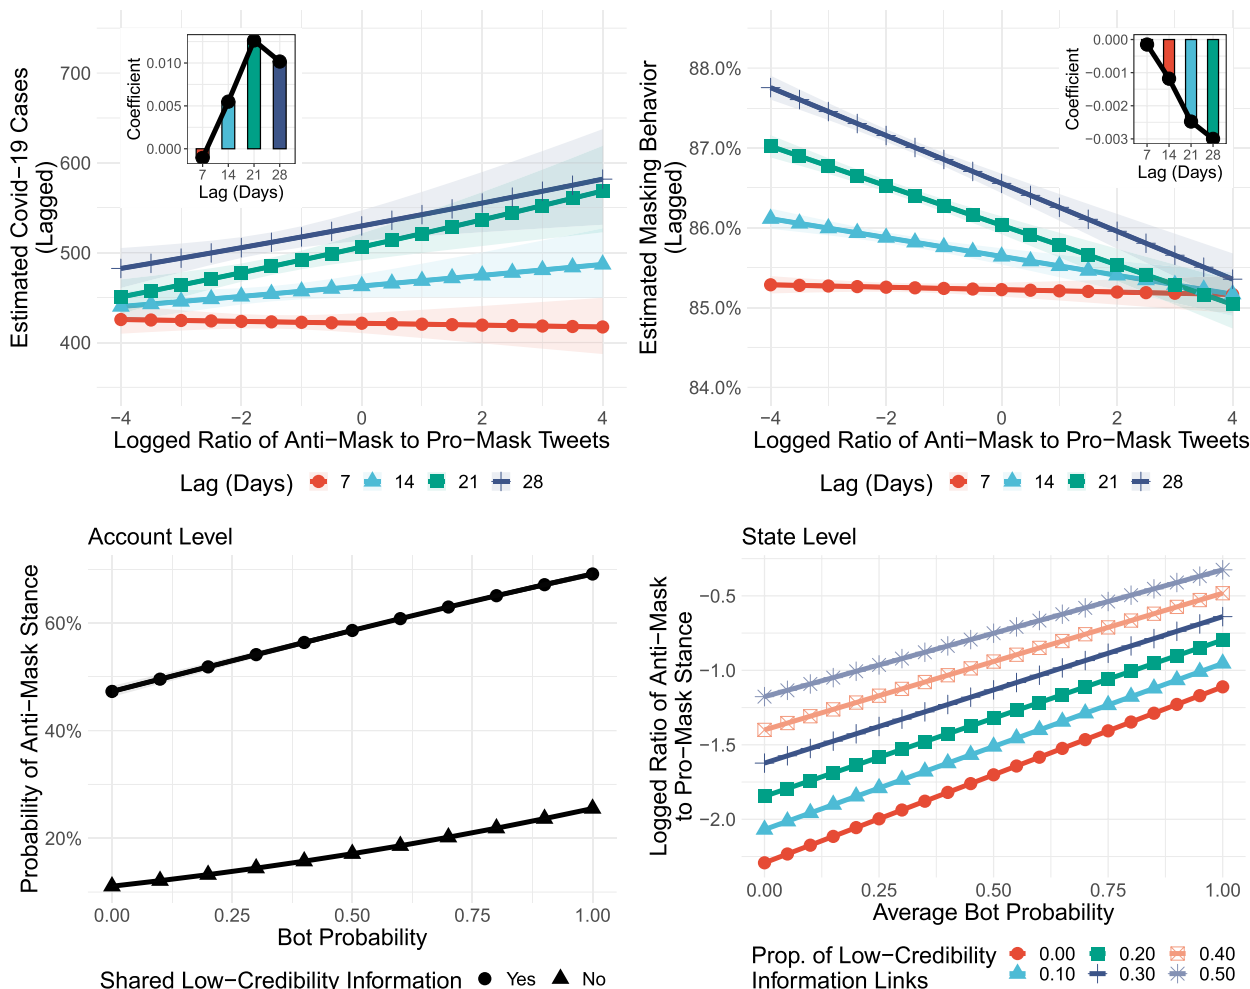 Estimated Covid−19 Cases
(Lagged)
700
600
500
400
−4
−2
0
2
4
Logged Ratio of Anti−Mask to Pro−Mask Tweets
Lag (Days) 7 14 21 28
Coefficient
0.010
0.005
0.000
7 14 21 28
Lag (Days)
Estimated Masking Behavior
(Lagged)
88.0%
87.0%
86.0%
85.0%
84.0%
−4
−2
0
2
4
Logged Ratio of Anti−Mask to Pro−Mask Tweets
Lag (Days) 7 14 21 28
Coefficient
0.000
−0.001
−0.002
−0.003
7 14 21 28
Lag (Days)
Account Level
Probability of Anti−Mask Stance
60%
40%
20%
0.00 0.25 0.50 0.75 1.00
Bot Probability
Shared Low−Credibility Information Yes No
State Level
Logged Ratio of Anti−Mask
to Pro−Mask Stance
−0.5
−1.0
−1.5
−2.0
0.00 0.25 0.50 0.75 1.00
Average Bot Probability
Prop. of Low−Credibility
Information Links
0.00 0.20 0.40
0.10 0.30 0.50